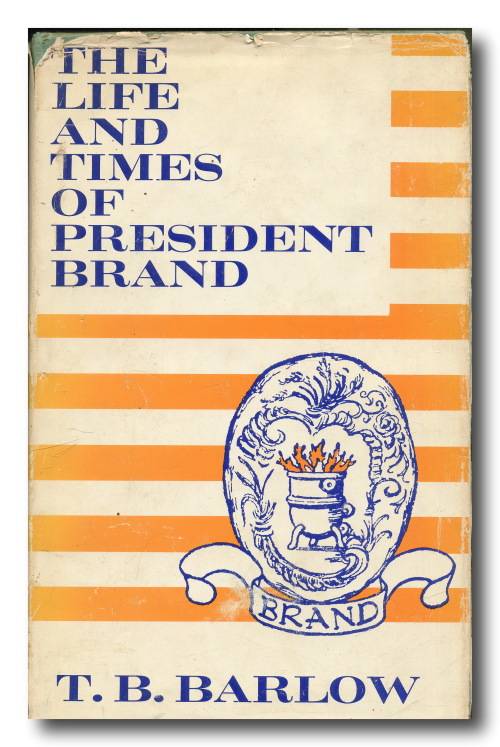 THE
LIFE
AND
TIMES
OF
PRESIDENT
BRAND
BRAND
T. B. BARLOW